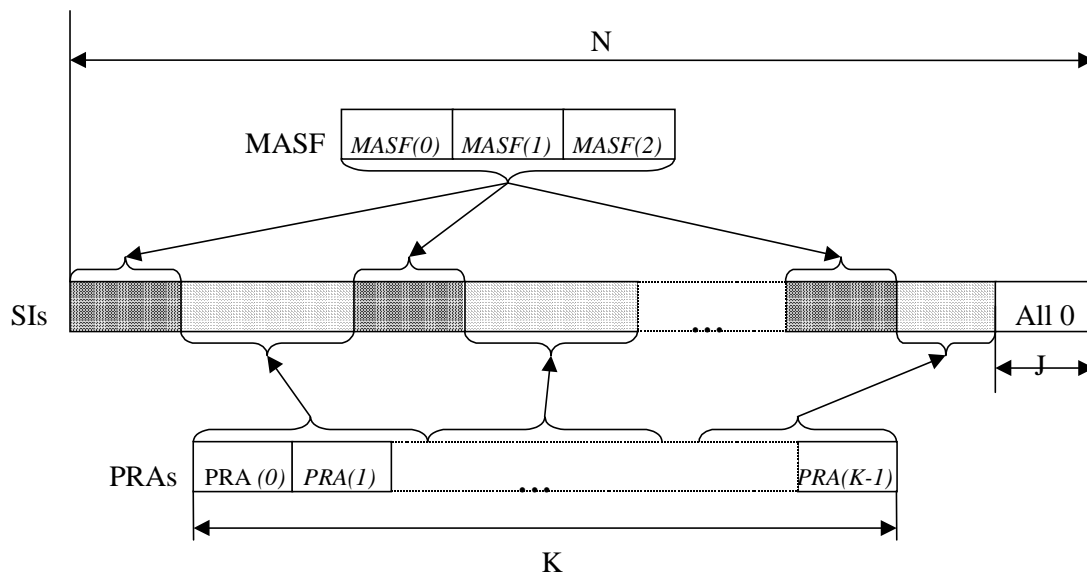 N
MASF MASF(0) MASF(1) MASF(2)
SIs ... All 0
J
PRAs PRA (0) PRA(1) ... PRA(K-1)
K